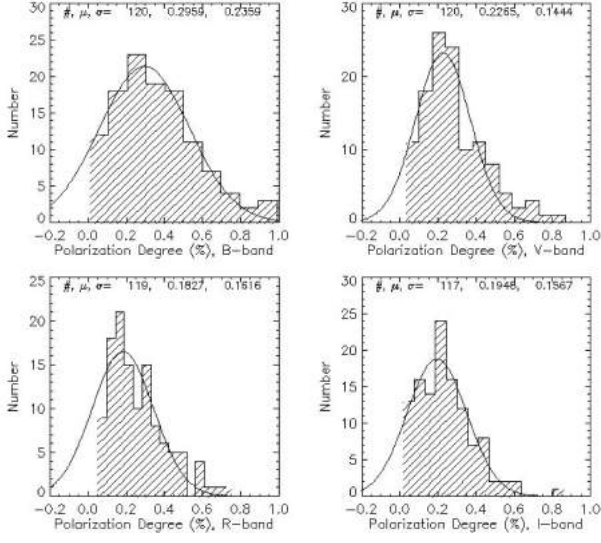 #, μ, σ= 120, 0.2959, 0.2359
30
25
20
15
10
5
0
Number
-0.2 0.0 0.2 0.4 0.6 0.8 1.0
Polarization Degree (%), B-band
#, μ, σ= 120, 0.2265, 0.1444
30
25
20
15
10
5
0
Number
-0.2 0.0 0.2 0.4 0.6 0.8 1.0
Polarization Degree (%), V-band
#, μ, σ= 119, 0.1827, 0.1616
25
20
15
10
5
0
Number
-0.2 0.0 0.2 0.4 0.6 0.8 1.0
Polarization Degree (%), R-band
#, μ, σ= 117, 0.1948, 0.1567
30
25
20
15
10
5
0
Number
-0.2 0.0 0.2 0.4 0.6 0.8 1.0
Polarization Degree (%), I-band